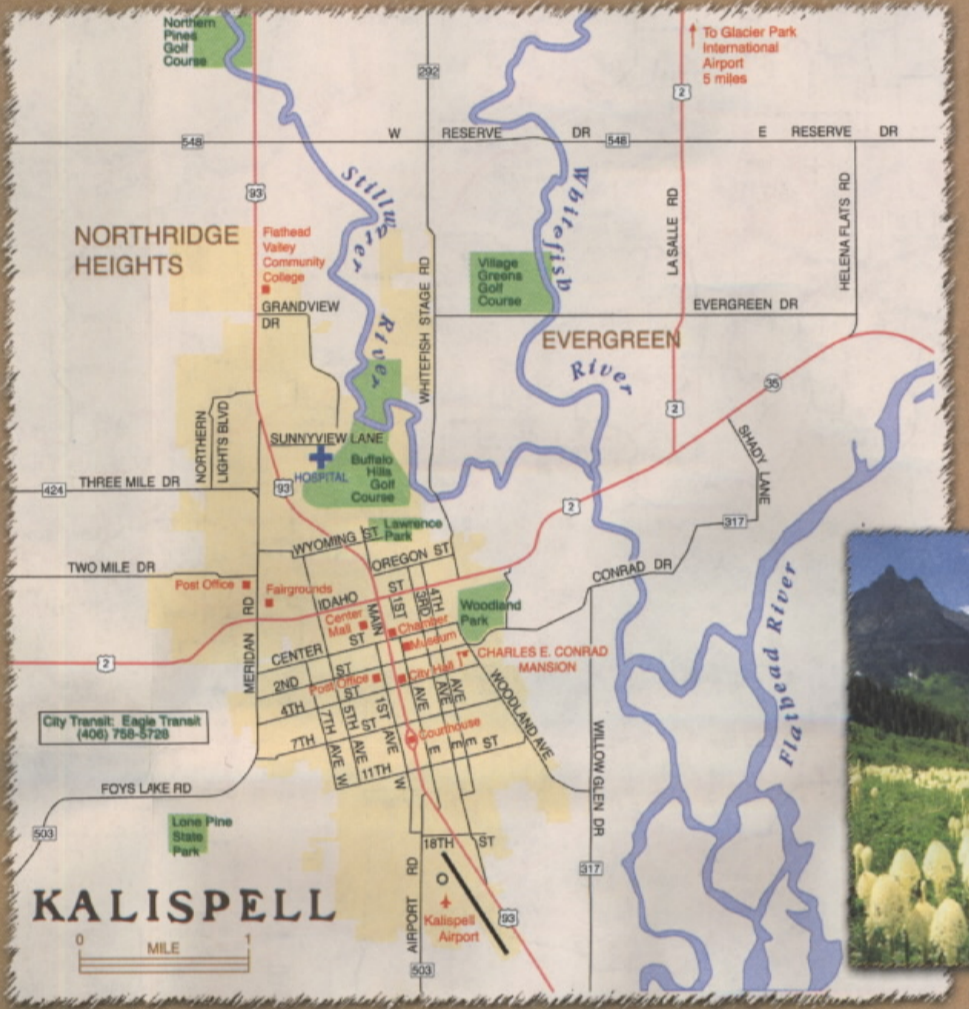 Northern
Pines
Golf
Course
292
To Glacier Park
International
Airport
5 miles
2
548
W RESERVE DR
548
E RESERVE DR
93
Stillwater River
Whitefish River
NORTHRIDGE
HEIGHTS
Flathead
Valley
Community
College
GRANDVIEW
DR
WHITEFISH STAGE RD
Village
Greens
Golf
Course
LA SALLE RD
HELENA FLATS RD
EVERGREEN DR
EVERGREEN
35
2
NORTHERN
LIGHTS BLVD
SUNNYVIEW LANE
HOSPITAL
Buffalo
Hills
Golf
Course
SHADY LANE
424
THREE MILE DR
93
2
317
WYOMING ST
Lawrence
Park
OREGON ST
TWO MILE DR
Post Office
Fairgrounds
IDAHO ST
CONRAD DR
MERIDIAN RD
Center
Mall
MAIN
1ST
3RD
4TH
Chamber
Museum
Woodland
Park
CENTER ST
2
2ND ST
Post Office
City Hall
CHARLES E. CONRAD
MANSION
4TH ST
7TH ST
7TH AVE W
5TH AVE
1ST AVE W
AVE
AVE
AVE
Courthouse
WOODLAND AVE
11TH ST
City Transit: Eagle Transit
(406) 758-5728
FOYS LAKE RD
503
Lone Pine
State
Park
WILLOW GLEN DR
Flathead River
18TH ST
317
AIRPORT RD
Kalispell
Airport
93
503
KALISPELL
0 1
MILE